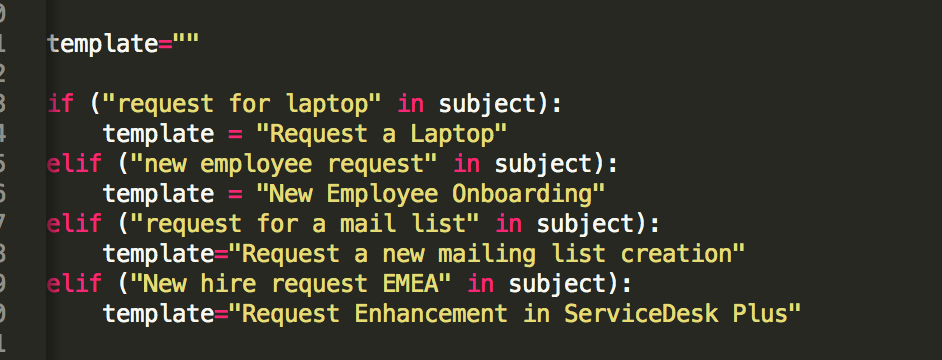 0
1 template=""
2
3 if ("request for laptop" in subject):
4     template = "Request a Laptop"
5 elif ("new employee request" in subject):
6     template = "New Employee Onboarding"
7 elif ("request for a mail list" in subject):
8     template="Request a new mailing list creation"
9 elif ("New hire request EMEA" in subject):
0     template="Request Enhancement in ServiceDesk Plus"
1